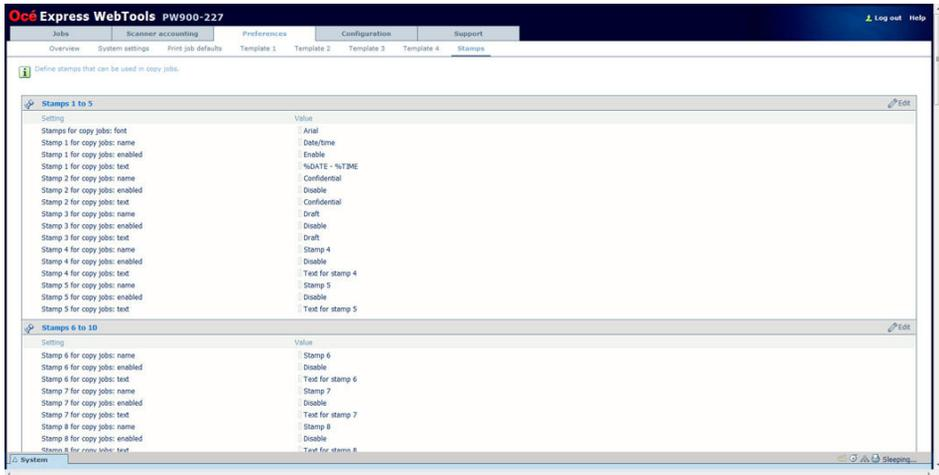 Océ Express WebTools PW900-227
Log out Help
Jobs Scanner accounting Preferences Configuration Support
Overview System settings Print job defaults Template 1 Template 2 Template 3 Template 4 Stamps
Define stamps that can be used in copy jobs.
Stamps 1 to 5 Edit
Setting Value
Stamps for copy jobs: font Arial
Stamp 1 for copy jobs: name Date/time
Stamp 1 for copy jobs: enabled Enable
Stamp 1 for copy jobs: text %DATE - %TIME
Stamp 2 for copy jobs: name Confidential
Stamp 2 for copy jobs: enabled Disable
Stamp 2 for copy jobs: text Confidential
Stamp 3 for copy jobs: name Draft
Stamp 3 for copy jobs: enabled Disable
Stamp 3 for copy jobs: text Draft
Stamp 4 for copy jobs: name Stamp 4
Stamp 4 for copy jobs: enabled Disable
Stamp 4 for copy jobs: text Text for stamp 4
Stamp 5 for copy jobs: name Stamp 5
Stamp 5 for copy jobs: enabled Disable
Stamp 5 for copy jobs: text Text for stamp 5
Stamps 6 to 10 Edit
Setting Value
Stamp 6 for copy jobs: name Stamp 6
Stamp 6 for copy jobs: enabled Disable
Stamp 6 for copy jobs: text Text for stamp 6
Stamp 7 for copy jobs: name Stamp 7
Stamp 7 for copy jobs: enabled Disable
Stamp 7 for copy jobs: text Text for stamp 7
Stamp 8 for copy jobs: name Stamp 8
Stamp 8 for copy jobs: enabled Disable
Stamp 8 for copy jobs: text Text for stamp 8
System Sleeping...